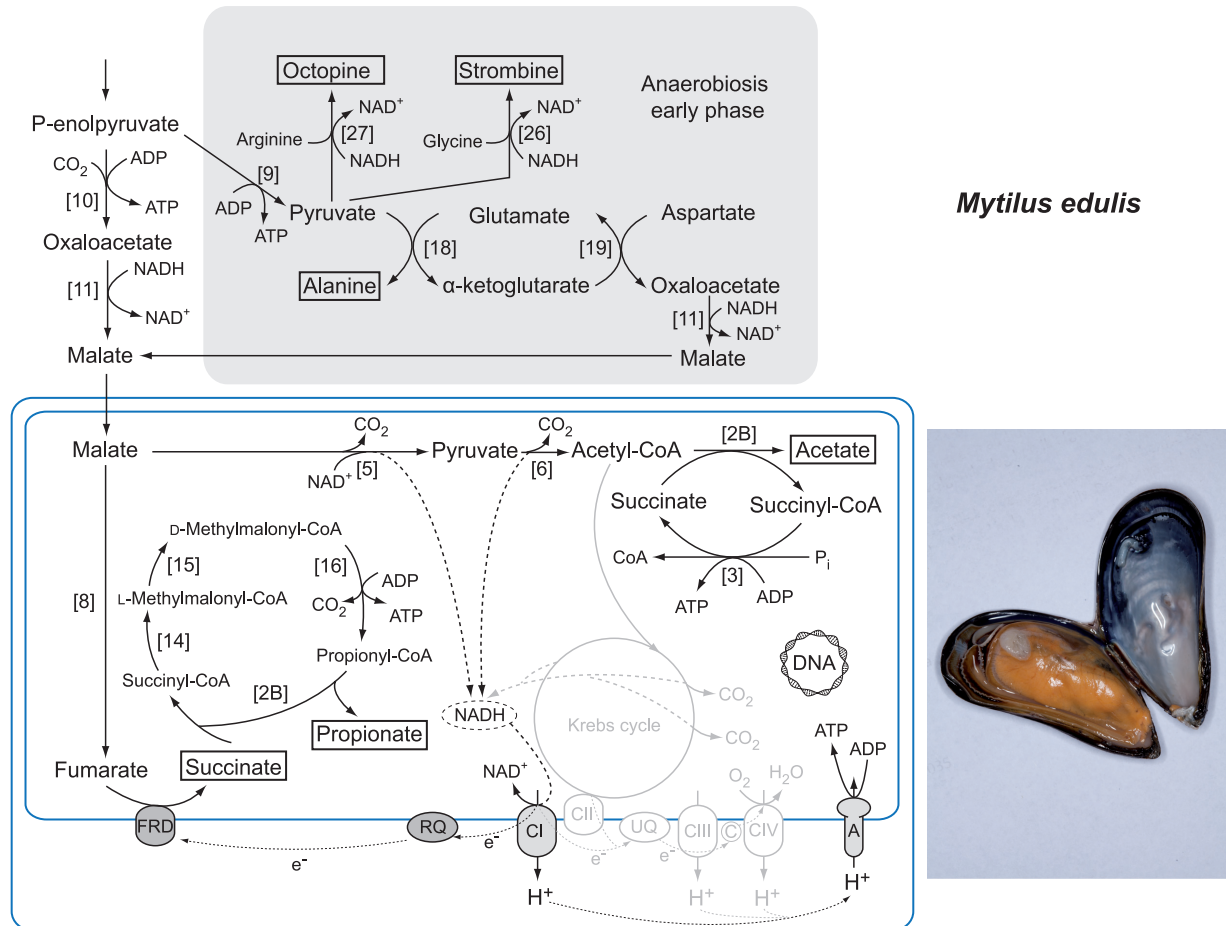 Octopine
Strombine
Anaerobiosis
early phase
NAD+
NAD+
P-enolpyruvate
Arginine
[27]
Glycine
[26]
CO2
ADP
NADH
NADH
[9]
[10]
ATP
ADP
ATP
Pyruvate
Glutamate
Aspartate
Mytilus edulis
Oxaloacetate
[18]
[19]
NADH
[11]
Alanine
α-ketoglutarate
Oxaloacetate
NAD+
[11]
NADH
NAD+
Malate
Malate
CO2
CO2
[2B]
Malate
Pyruvate
Acetyl-CoA
Acetate
NAD+
[5]
[6]
Succinate
Succinyl-CoA
D-Methylmalonyl-CoA
CoA
Pi
[15]
[16]
ADP
[3]
[8]
L-Methylmalonyl-CoA
CO2
ATP
ATP
ADP
[14]
Propionyl-CoA
DNA
Succinyl-CoA
[2B]
CO2
NADH
Krebs cycle
Propionate
CO2
ATP
ADP
Fumarate
Succinate
NAD+
O2
H2O
CII
FRD
RQ
CI
UQ
CIII
C
CIV
A
e-
e-
e-
e-
H+
H+
H+
H+